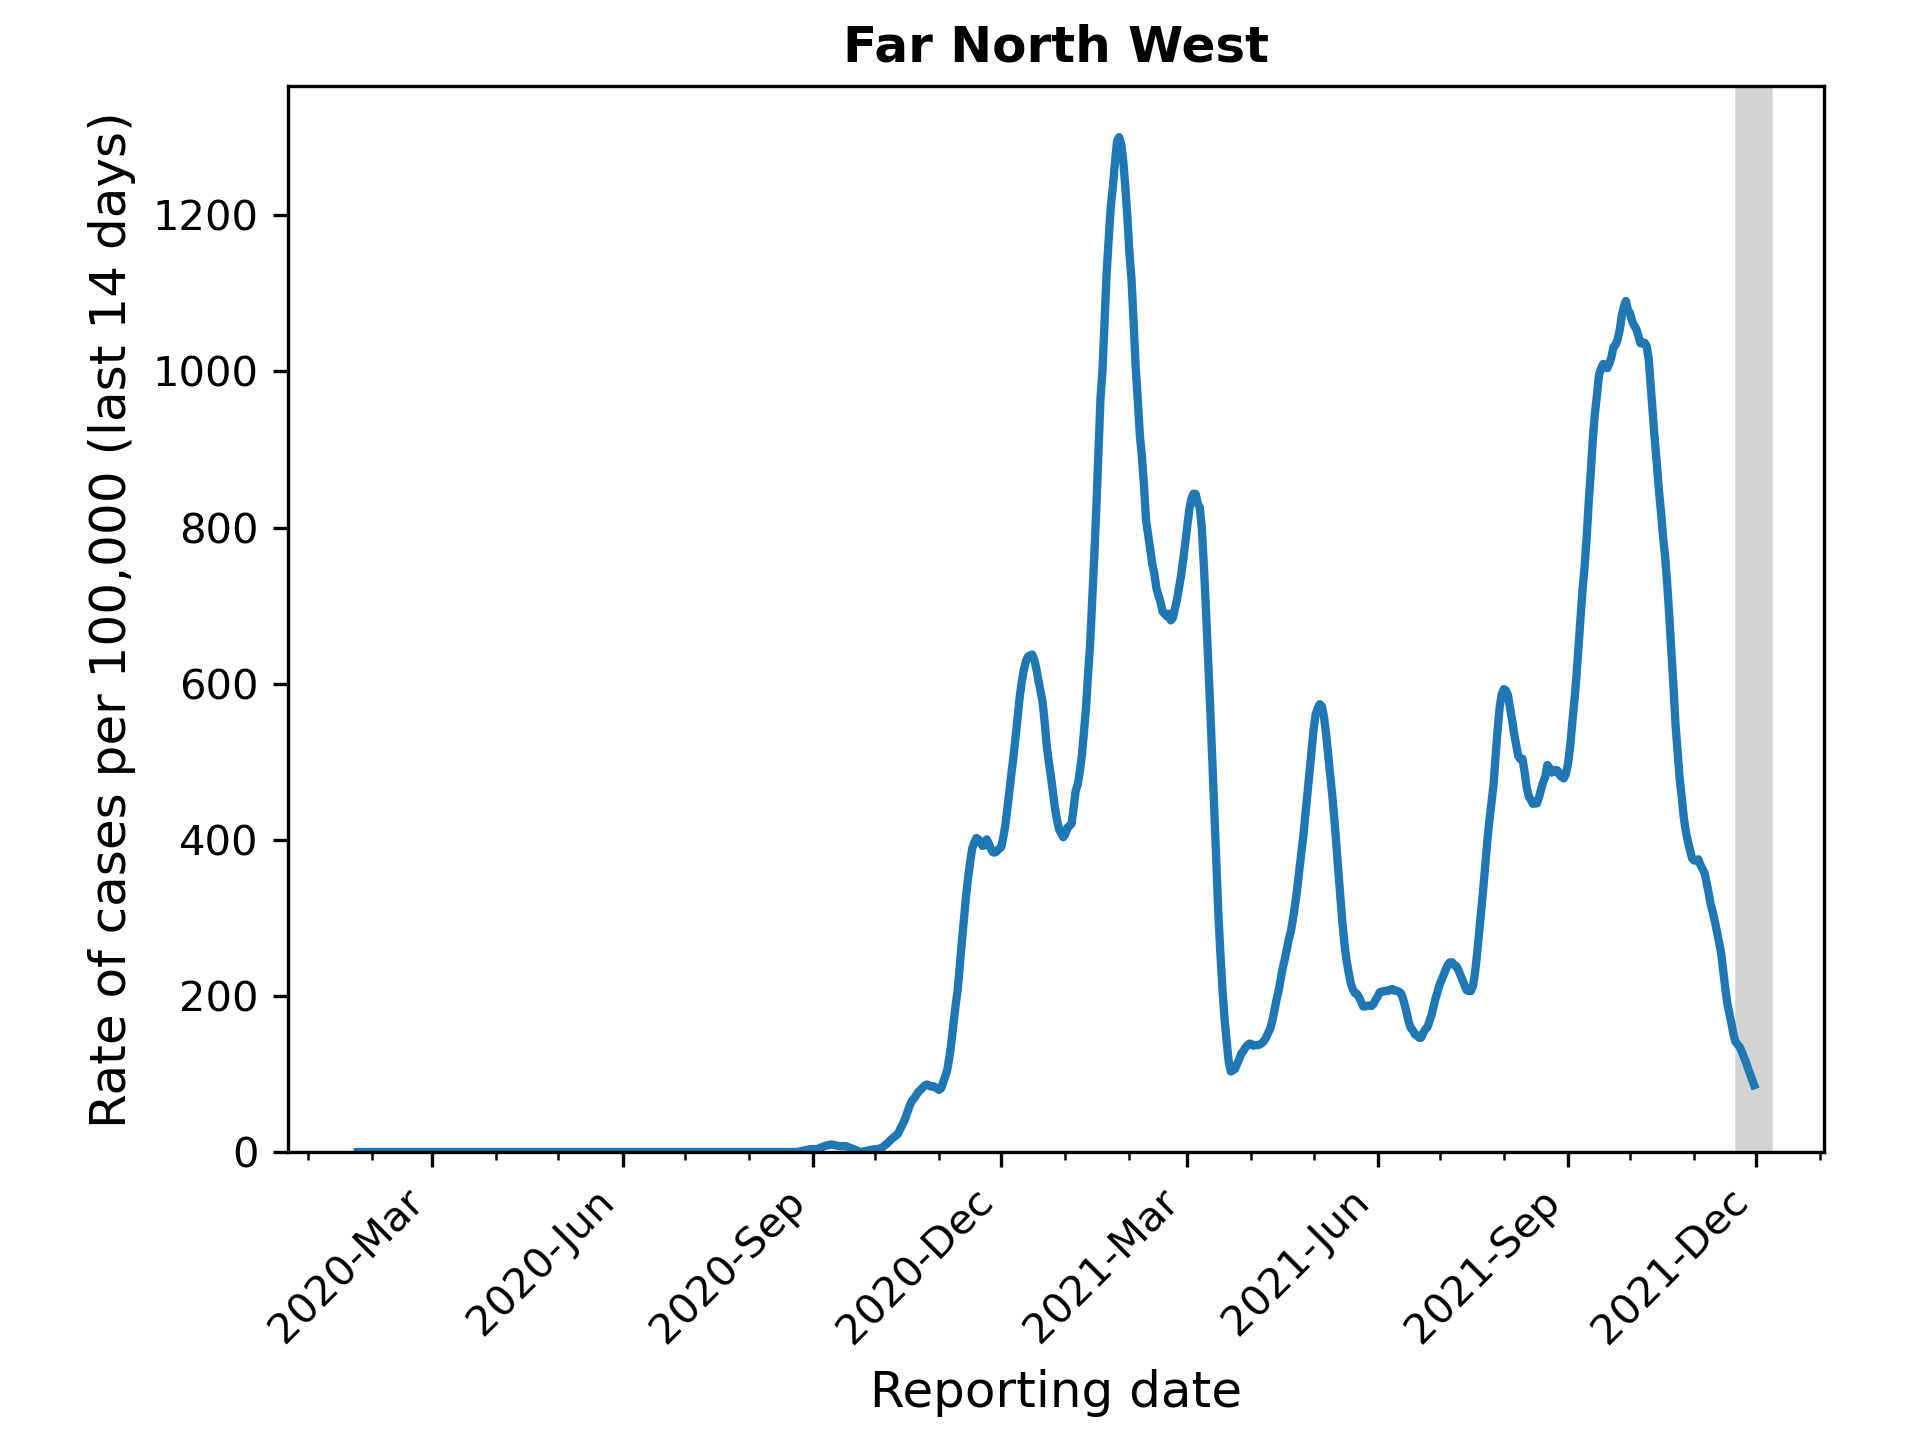 Far North West
Rate of cases per 100,000 (last 14 days)
1200
1000
800
600
400
200
0
2020-Mar
2020-Jun
2020-Sep
2020-Dec
2021-Mar
2021-Jun
2021-Sep
2021-Dec
Reporting date